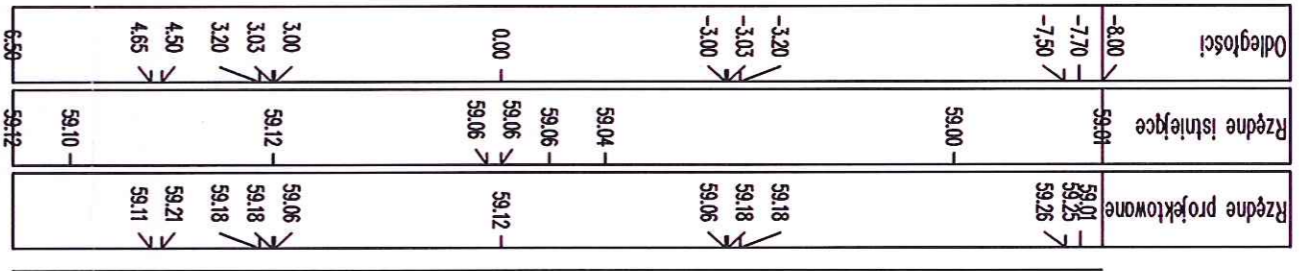 Rzędne projektowane 59.01 59.25 59.26 59.18 59.18 59.06 59.12 59.06 59.18 59.18 59.21 59.11
Rzędne istniejące 59.01 59.00 59.04 59.06 59.06 59.06 59.12 59.10 59.12
Odległości -8.00 -7.70 -7,50 -3.20 -3.03 -3.00 0.00 3.00 3.03 3.20 4.50 4.65 6.50